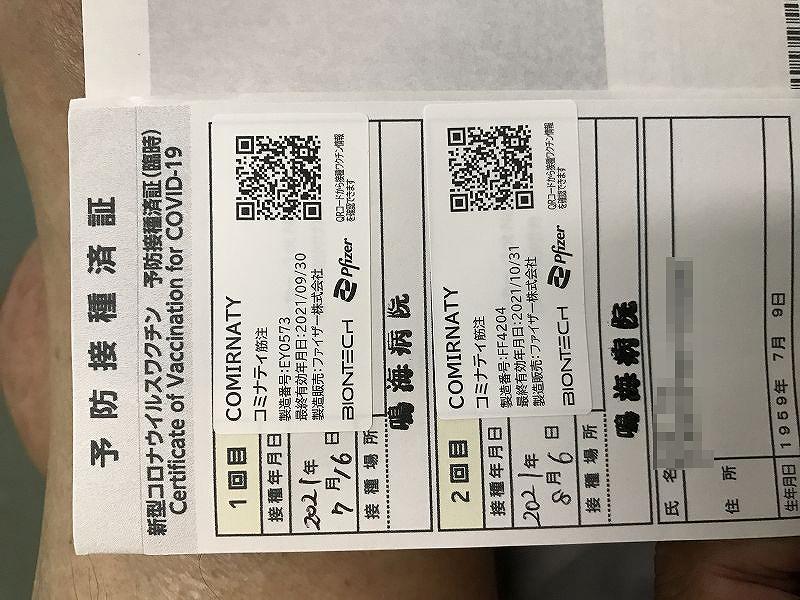 予防接種済証
新型コロナウイルスワクチン 予防接種済証(臨時)
Certificate of Vaccination for COVID-19
1回目
接種年月日
2021年
7月16日
接種場所
鳴海病院
COMIRNATY
コミナティ筋注
製造番号:EY0573
最終有効年月日:2021/09/30
製造販売:ファイザー株式会社
BIONTECH Pfizer
QRコードから接種ワクチン情報
を確認できます
2回目
接種年月日
2021年
8月6日
接種場所
鳴海病院
COMIRNATY
コミナティ筋注
製造番号:FF4204
最終有効年月日:2021/10/31
製造販売:ファイザー株式会社
BIONTECH Pfizer
QRコードから接種ワクチン情報
を確認できます
氏名
住所
生年月日 1959年 7月 9日